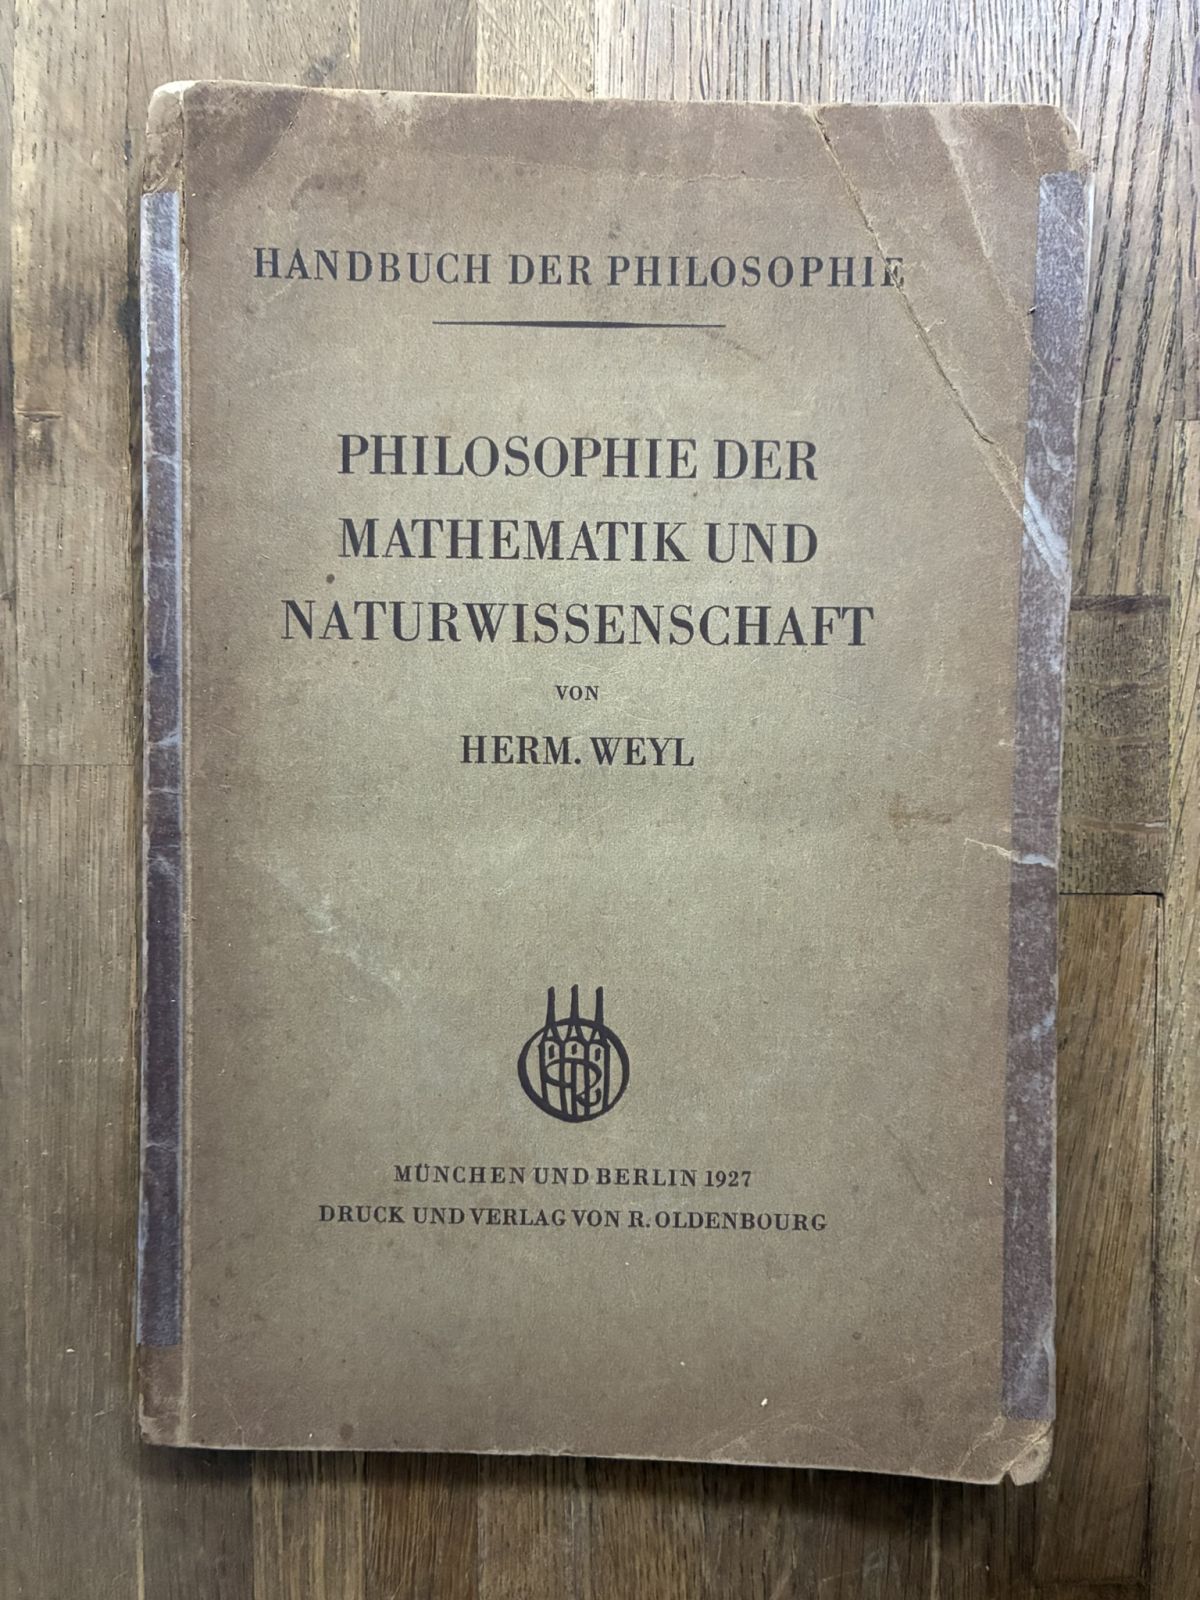 HANDBUCH DER PHILOSOPHIE
PHILOSOPHIE DER
MATHEMATIK UND
NATURWISSENSCHAFT
VON
HERM. WEYL
MÜNCHEN UND BERLIN 1927
DRUCK UND VERLAG VON R. OLDENBOURG